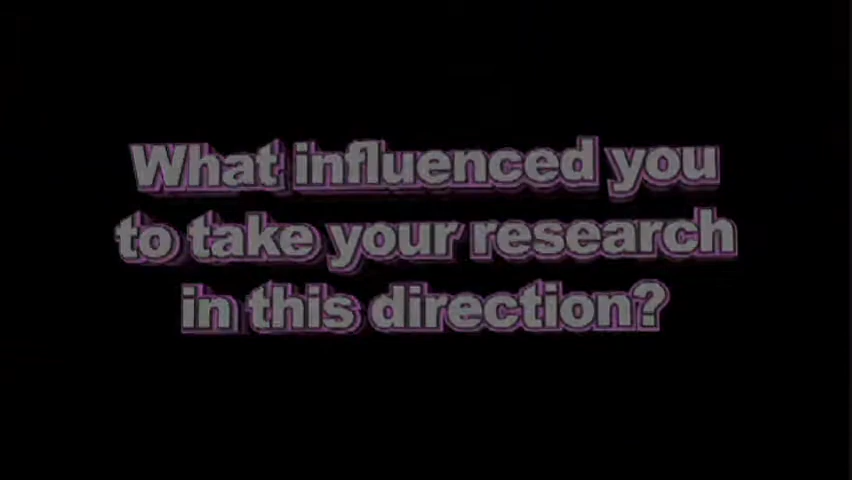 What influenced you
to take your research
in this direction?